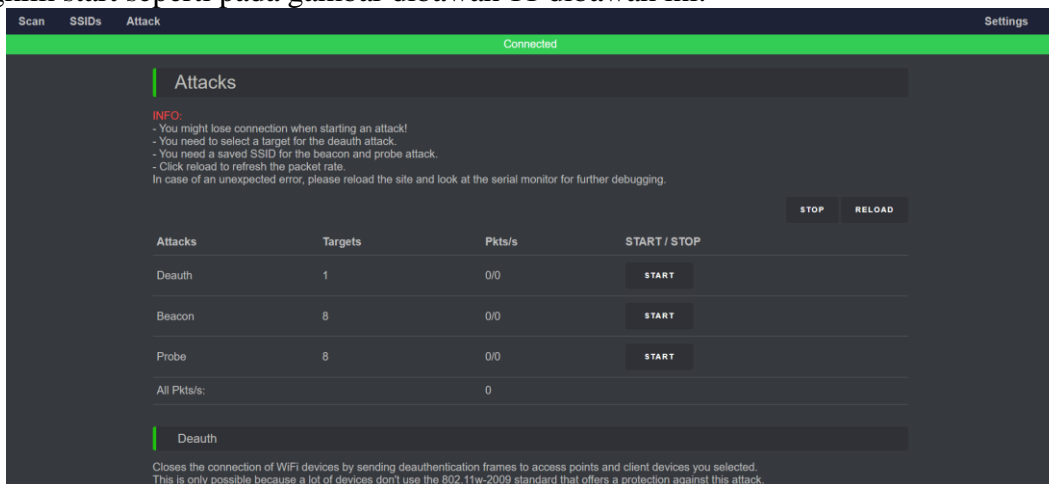 start seperti pada gambar dibawah 11 dibawah ini.
Scan SSIDs Attack Settings
Connected
Attacks
INFO:
- You might lose connection when starting an attack!
- You need to select a target for the deauth attack.
- You need a saved SSID for the beacon and probe attack.
- Click reload to refresh the packet rate.
In case of an unexpected error, please reload the site and look at the serial monitor for further debugging.
STOP RELOAD
Attacks Targets Pkts/s START / STOP
Deauth 1 0/0 START
Beacon 8 0/0 START
Probe 8 0/0 START
All Pkts/s: 0
Deauth
Closes the connection of WiFi devices by sending deauthentication frames to access points and client devices you selected.
This is only possible because a lot of devices don't use the 802.11w-2009 standard that offers a protection against this attack.